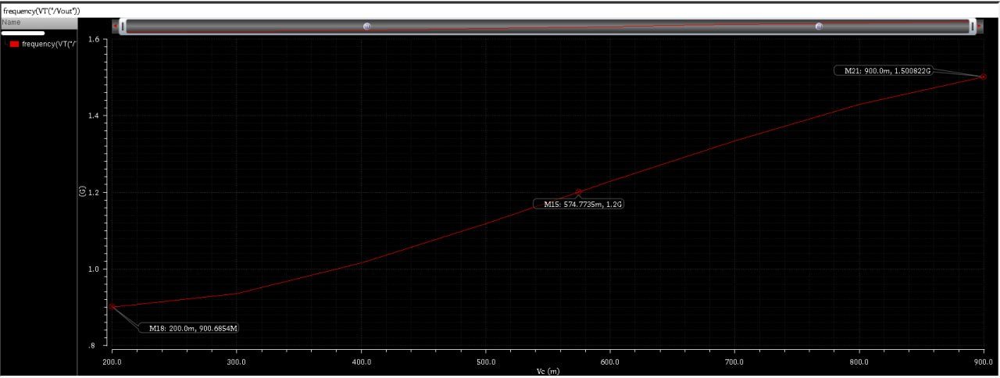 frequency(VT("/Vout"))
Name
frequency(VT("/
1.6
1.4
1.2
1.0
.8
(G)
M21: 900.0m, 1.500822G
M15: 574.7735m, 1.2G
M18: 200.0m, 900.6854M
200.0 300.0 400.0 500.0 600.0 700.0 800.0 900.0
Vc (m)